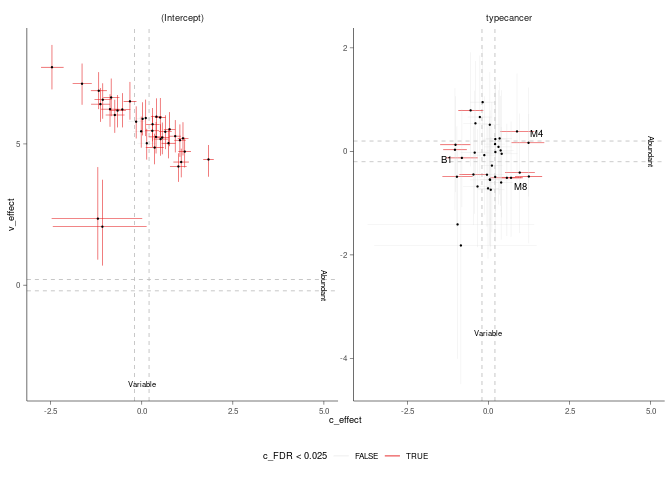 (Intercept)
typecancer
v_effect
5
0
2
0
-2
-4
M4
B1
M8
Abundant
Abundant
Variable
Variable
-2.5
0.0
2.5
5.0
-2.5
0.0
2.5
5.0
c_effect
c_FDR < 0.025
FALSE
TRUE